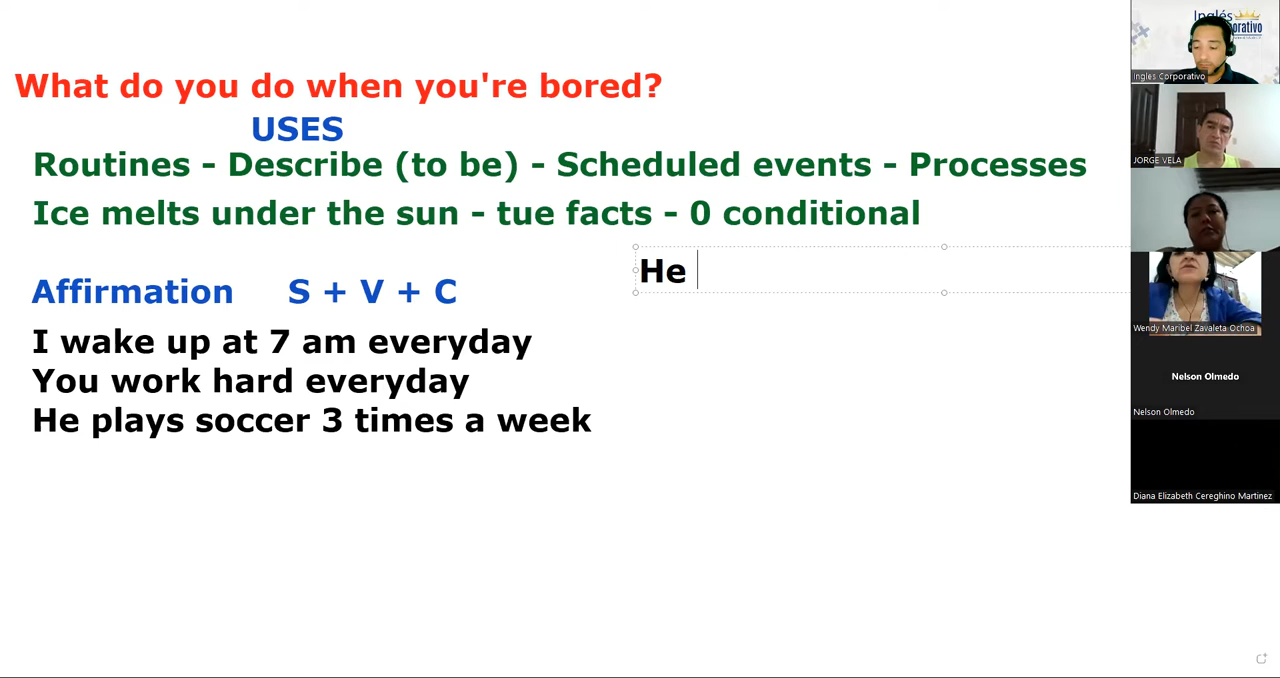 What do you do when you're bored?
USES
Routines - Describe (to be) - Scheduled events - Processes
Ice melts under the sun - tue facts - 0 conditional
He
Affirmation S + V + C
I wake up at 7 am everyday
You work hard everyday
He plays soccer 3 times a week
Inglés
orativo
Ingles Corporativo
JORGE VELA
Wendy Maribel Zavaleta Ochoa
Nelson Olmedo
Nelson Olmedo
Diana Elizabeth Cereghino Martinez